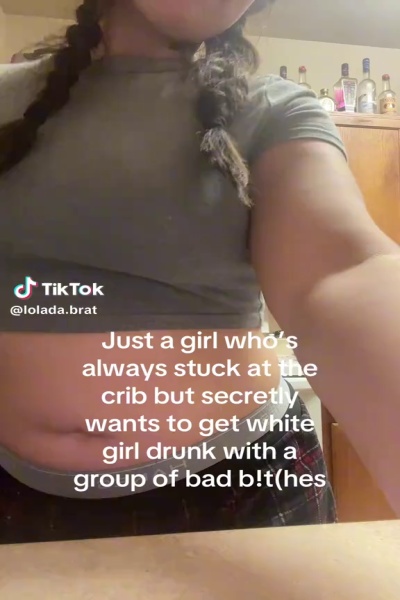 TikTok
@lolada.brat
Just a girl who's
always stuck at the
crib but secretly
wants to get white
girl drunk with a
group of bad b!t(hes